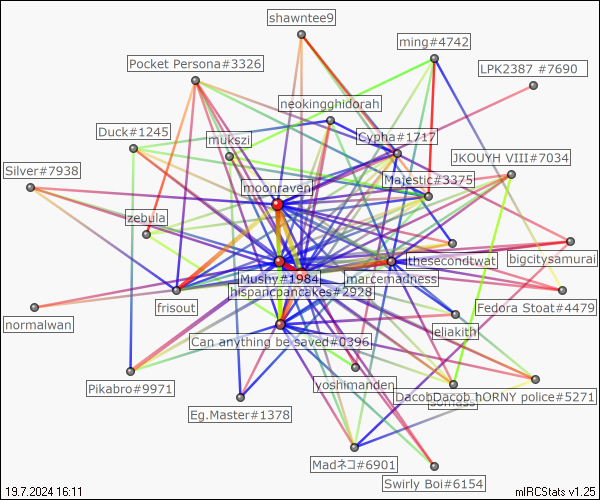 shawntee9
ming#4742
Pocket Persona#3326
LPK2387 #7690
neokingghidorah
Duck#1245
mukszi
Cypha#1717
JKOUYH VIII#7034
Silver#7938
Majestic#3375
moonraven
zebula
thesecondtwat
bigcitysamurai
Mushy#1984
marcemadness
hispanicpancakes#2928
frisout
Fedora Stoat#4479
normalwan
eliakith
Can anything be saved#0396
Pikabro#9971
yoshimanden
DacobDacob
hORNY police#5271
Eg.Master#1378
Madネコ#6901
Swirly Boi#6154
19.7.2024 16:11
mIRCStats v1.25